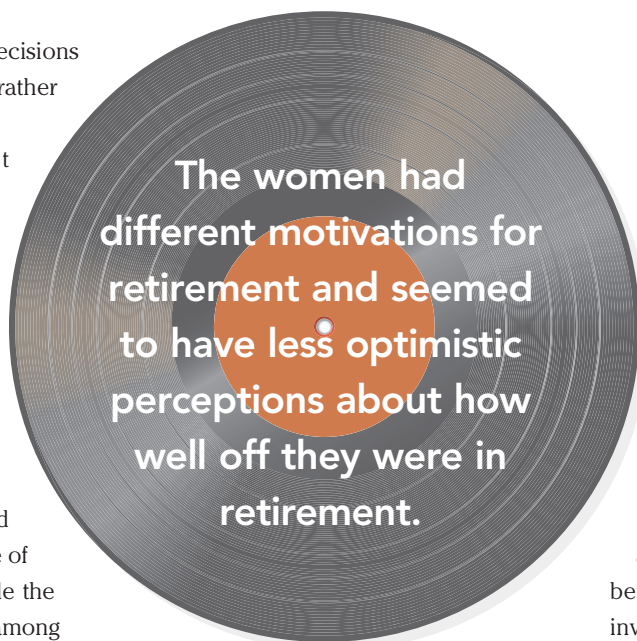 ecisions
rather
t
The women had
different motivations for
retirement and seemed
to have less optimistic
perceptions about how
well off they were in
retirement.
d
of
le the
among
be
inv